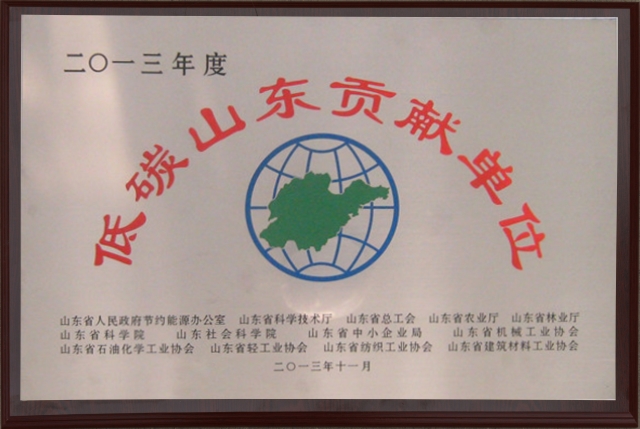 二〇一三年度
低碳山东贡献单位
山东省人民政府节约能源办公室 山东省科学技术厅 山东省总工会 山东省农业厅 山东省林业厅
山东省科学院 山东社会科学院 山东省中小企业局 山东省机械工业协会
山东省石油化学工业协会 山东省轻工业协会 山东省纺织工业协会 山东省建筑材料工业协会
二〇一三年十一月